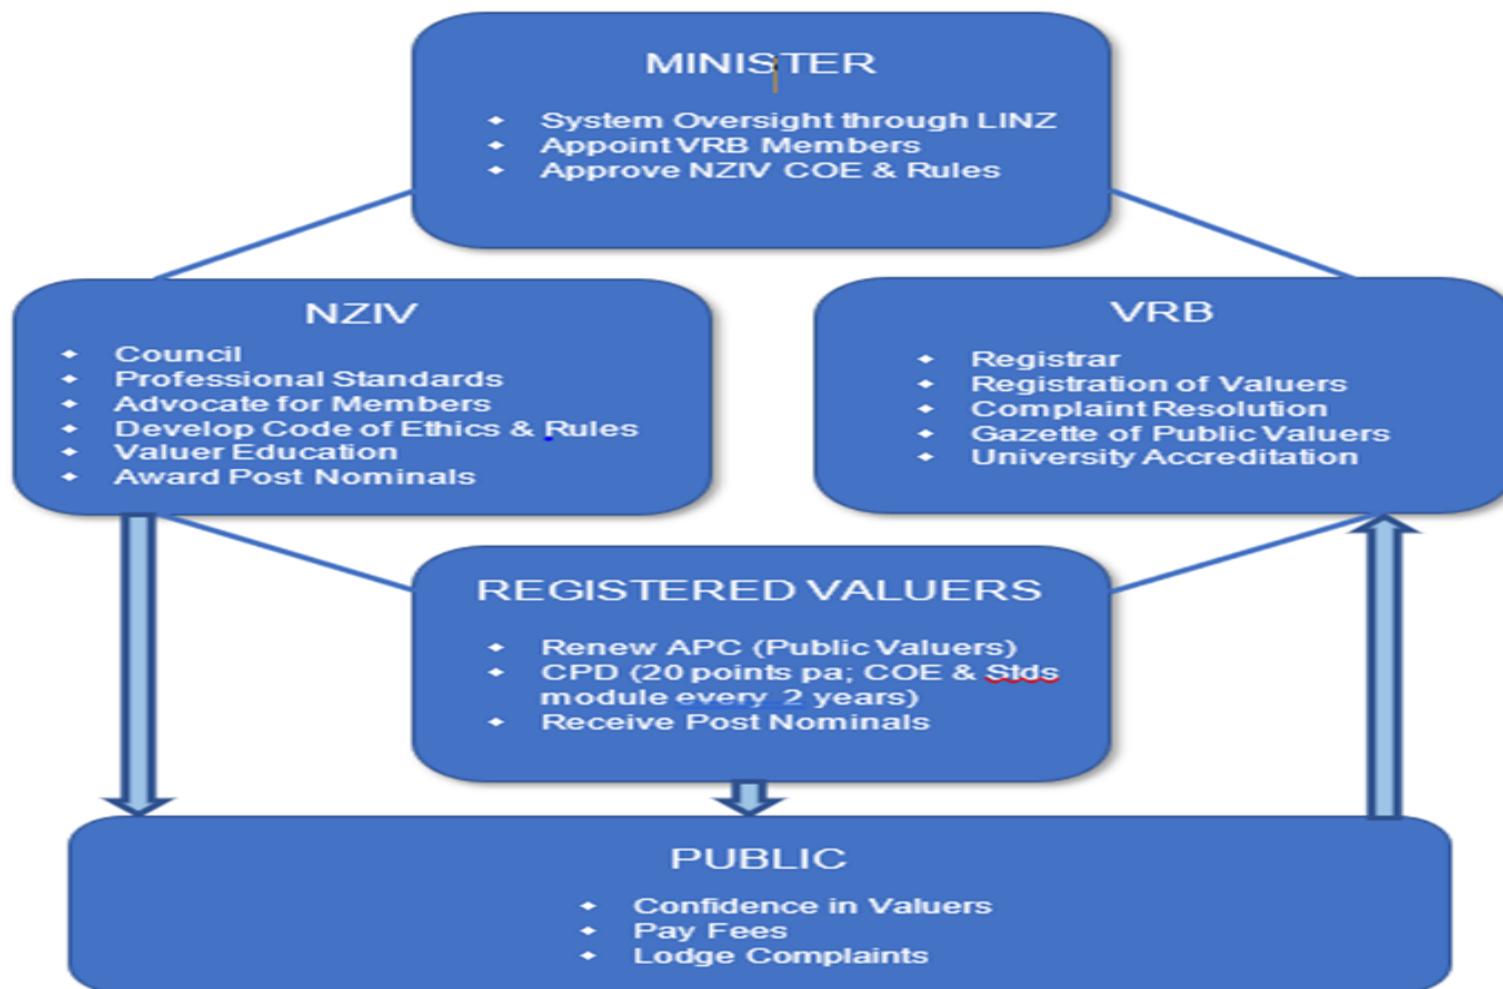 MINISTER
System Oversight through LINZ
Appoint VRB Members
Approve NZIV COE & Rules
NZIV
Council
Professional Standards
Advocate for Members
Develop Code of Ethics & Rules
Valuer Education
Award Post Nominals
VRB
Registrar
Registration of Valuers
Complaint Resolution
Gazette of Public Valuers
University Accreditation
REGISTERED VALUERS
Renew APC (Public Valuers)
CPD (20 points pa; COE & Stds
module every 2 years)
Receive Post Nominals
PUBLIC
Confidence in Valuers
Pay Fees
Lodge Complaints